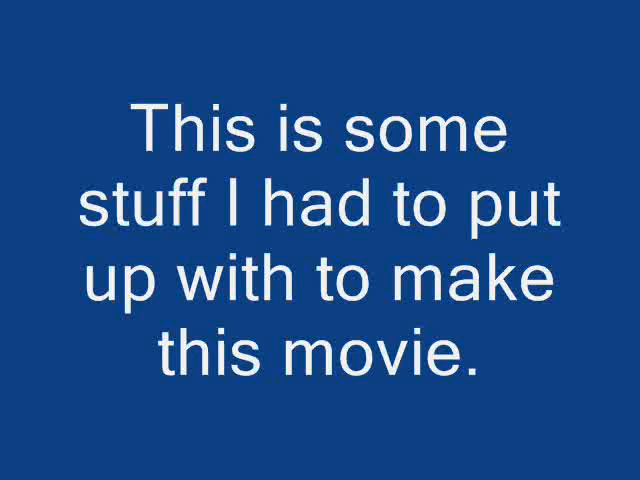 This is some
stuff I had to put
up with to make
this movie.